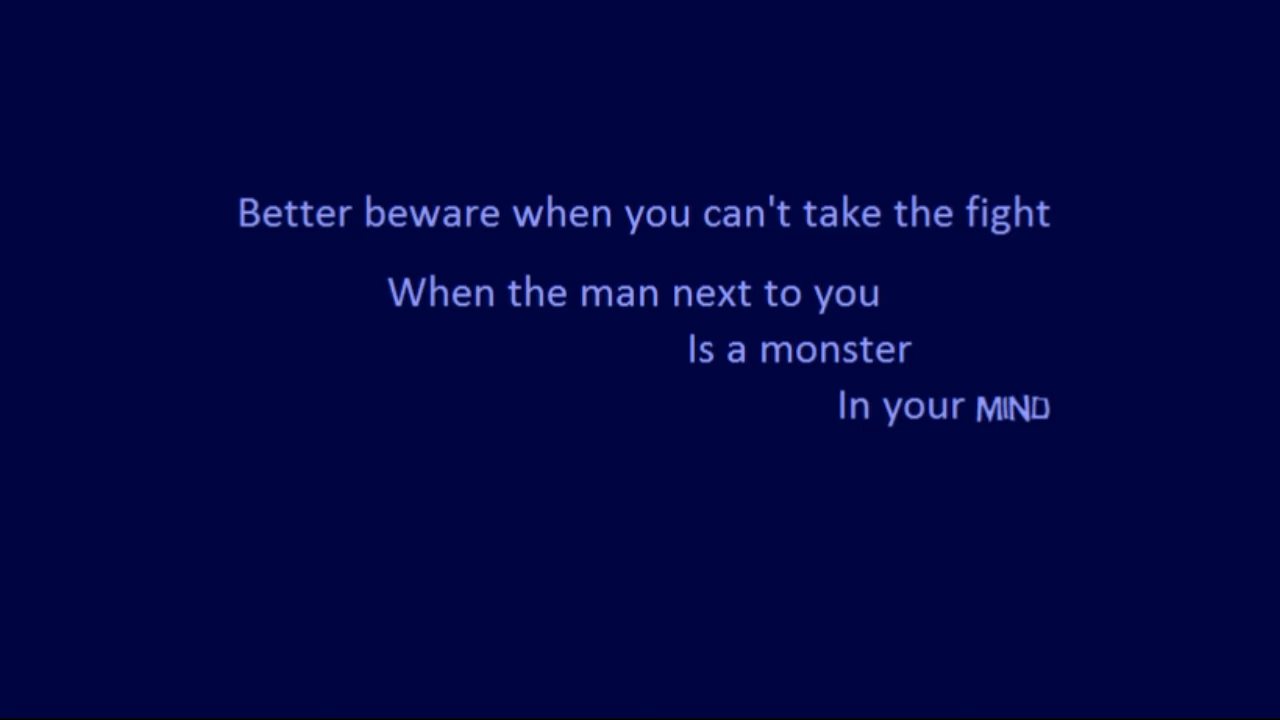 Better beware when you can't take the fight
When the man next to you
Is a monster
In your MIND